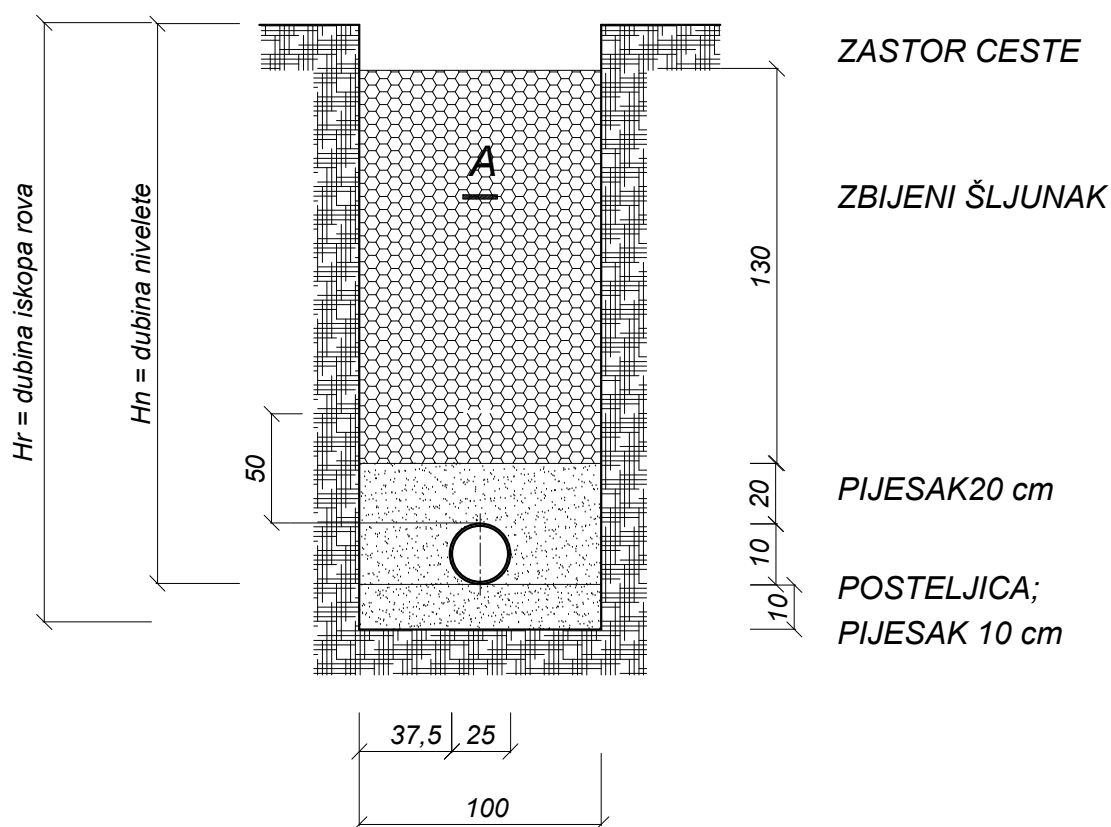 ZASTOR CESTE
A
ZBIJENI ŠLJUNAK
Hr = dubina iskopa rova
Hn = dubina nivelete
130
50
20
PIJESAK20 cm
10
10
POSTELJICA;
PIJESAK 10 cm
37,5
25
100